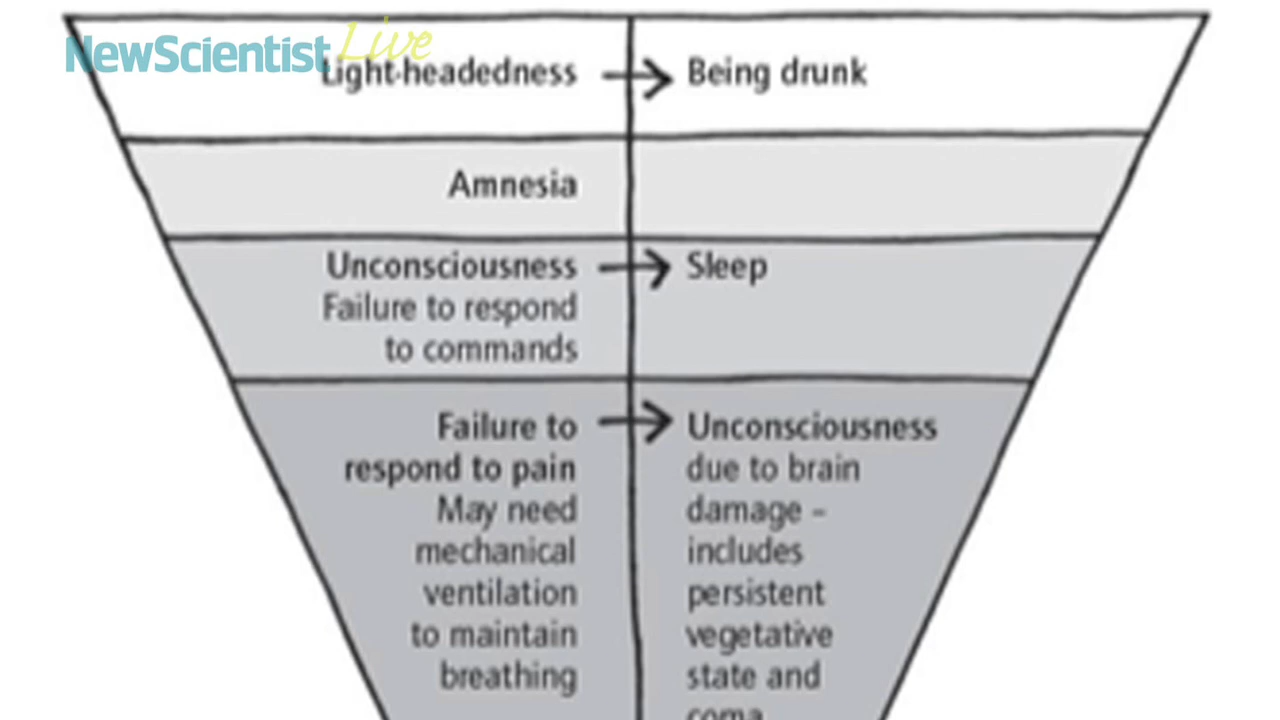 NewScientist Live
Light-headedness
Being drunk
Amnesia
Unconsciousness
Failure to respond
to commands
Sleep
Failure to
respond to pain
May need
mechanical
ventilation
to maintain
breathing
Unconsciousness
due to brain
damage –
includes
persistent
vegetative
state and
coma